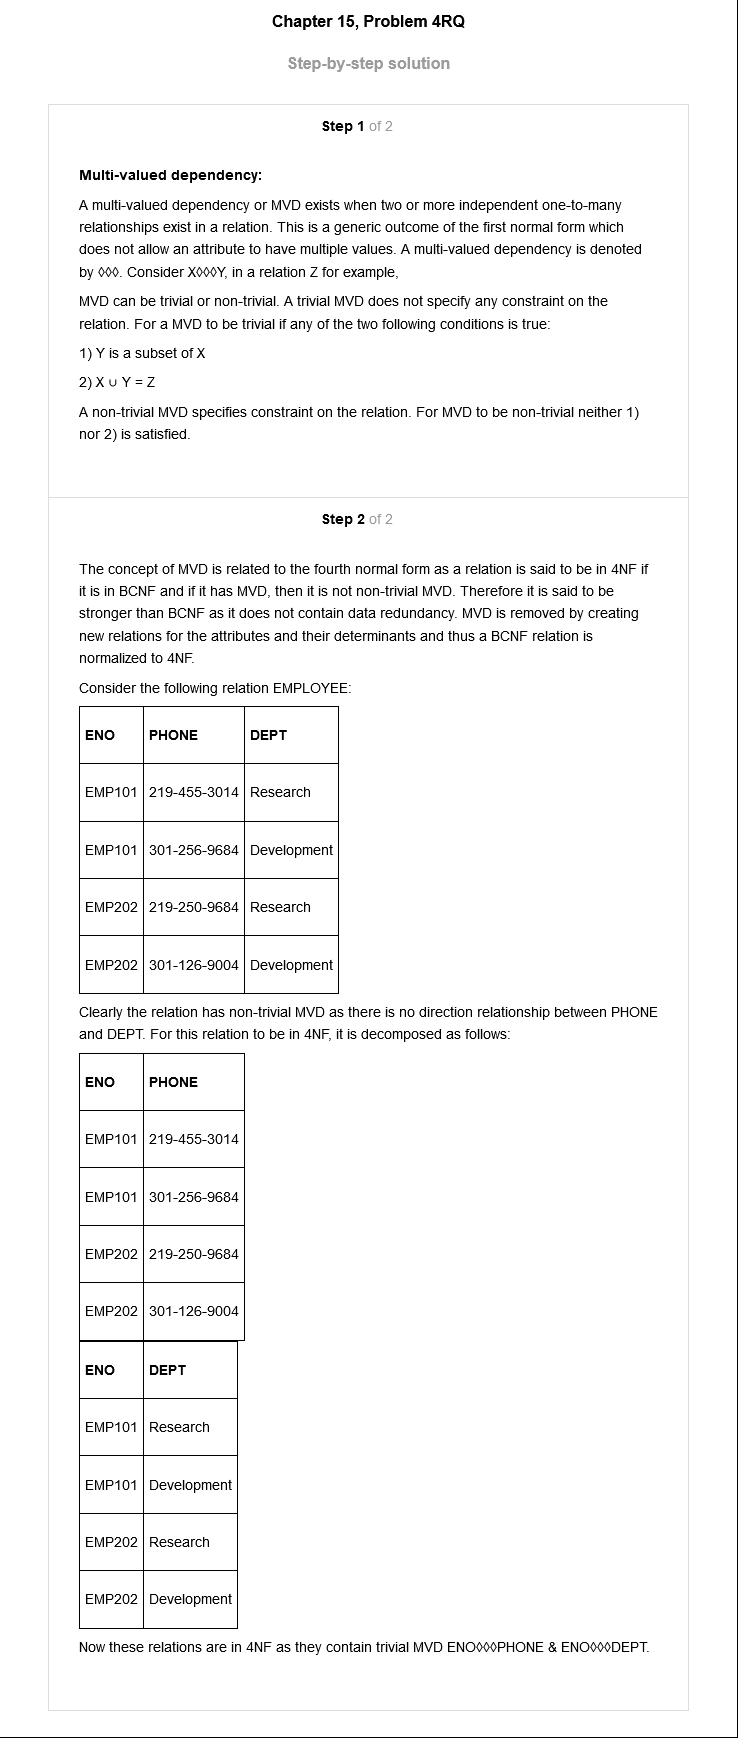 Chapter 15, Problem 4RQ
Step-by-step solution
Step 1 of 2
Multi-valued dependency:
A multi-valued dependency or MVD exists when two or more independent one-to-many
relationships exist in a relation. This is a generic outcome of the first normal form which
does not allow an attribute to have multiple values. A multi-valued dependency is denoted
by ◊◊◊. Consider X◊◊◊Y, in a relation Z for example,
MVD can be trivial or non-trivial. A trivial MVD does not specify any constraint on the
relation. For a MVD to be trivial if any of the two following conditions is true:
1) Y is a subset of X
2) X ∪ Y = Z
A non-trivial MVD specifies constraint on the relation. For MVD to be non-trivial neither 1)
nor 2) is satisfied.
Step 2 of 2
The concept of MVD is related to the fourth normal form as a relation is said to be in 4NF if
it is in BCNF and if it has MVD, then it is not non-trivial MVD. Therefore it is said to be
stronger than BCNF as it does not contain data redundancy. MVD is removed by creating
new relations for the attributes and their determinants and thus a BCNF relation is
normalized to 4NF.
Consider the following relation EMPLOYEE:
ENO PHONE DEPT
EMP101 219-455-3014 Research
EMP101 301-256-9684 Development
EMP202 219-250-9684 Research
EMP202 301-126-9004 Development
Clearly the relation has non-trivial MVD as there is no direction relationship between PHONE
and DEPT. For this relation to be in 4NF, it is decomposed as follows:
ENO PHONE
EMP101 219-455-3014
EMP101 301-256-9684
EMP202 219-250-9684
EMP202 301-126-9004
ENO DEPT
EMP101 Research
EMP101 Development
EMP202 Research
EMP202 Development
Now these relations are in 4NF as they contain trivial MVD ENO◊◊◊PHONE & ENO◊◊◊DEPT.